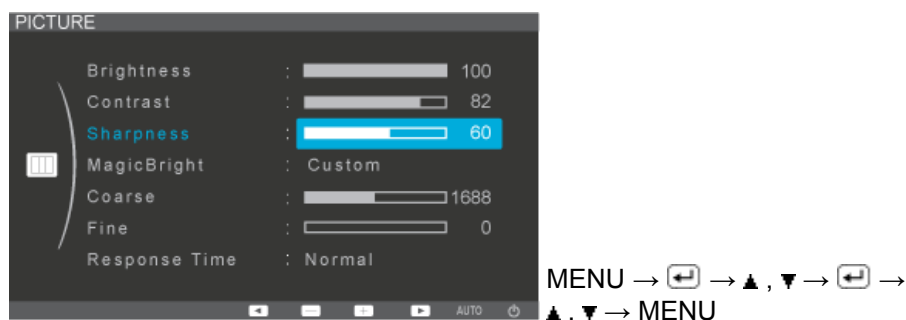 PICTURE
Brightness : 100
Contrast : 82
Sharpness : 60
MagicBright : Custom
Coarse : 1688
Fine : 0
Response Time : Normal
AUTO
MENU → → ▲ , ▼ → →
▲ , ▼ → MENU